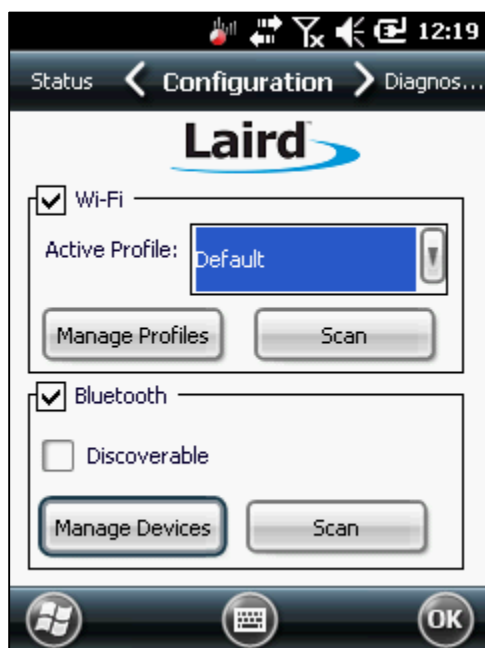 12:19
Status Configuration Diagnos...
Laird
Wi-Fi
Active Profile: Default
Manage Profiles Scan
Bluetooth
Discoverable
Manage Devices Scan
OK